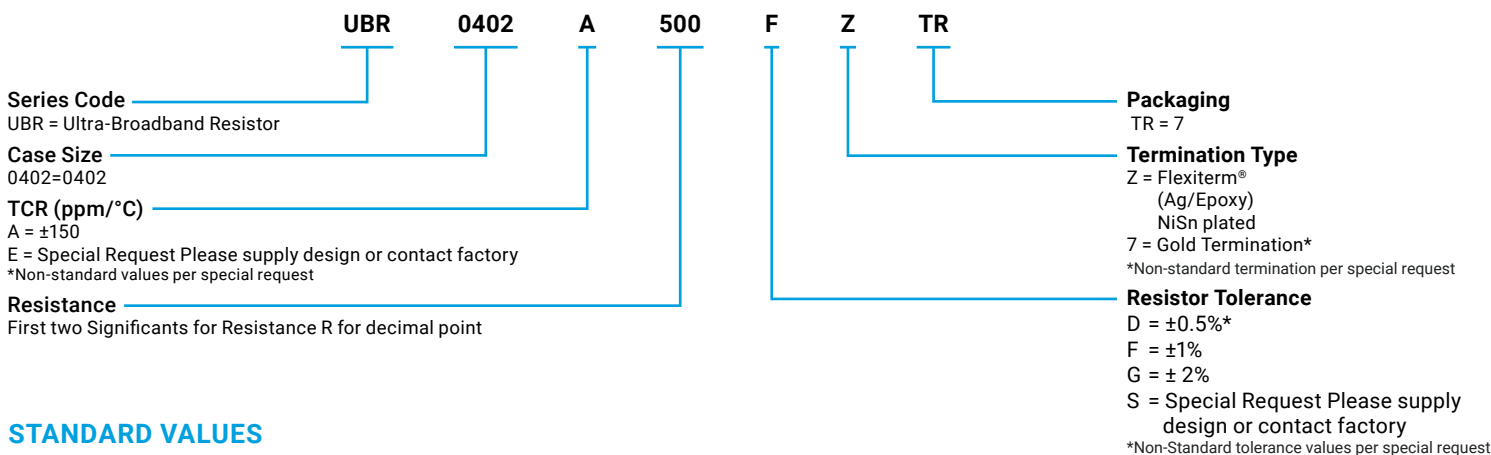 UBR 0402 A 500 F Z TR
Series Code
UBR = Ultra-Broadband Resistor
Case Size
0402=0402
TCR (ppm/°C)
A = ±150
E = Special Request Please supply design or contact factory
*Non-standard values per special request
Resistance
First two Significants for Resistance R for decimal point
Packaging
TR = 7
Termination Type
Z = Flexiterm®
(Ag/Epoxy)
NiSn plated
7 = Gold Termination*
*Non-standard termination per special request
Resistor Tolerance
D = ±0.5%*
F = ±1%
G = ± 2%
S = Special Request Please supply
design or contact factory
*Non-Standard tolerance values per special request
STANDARD VALUES